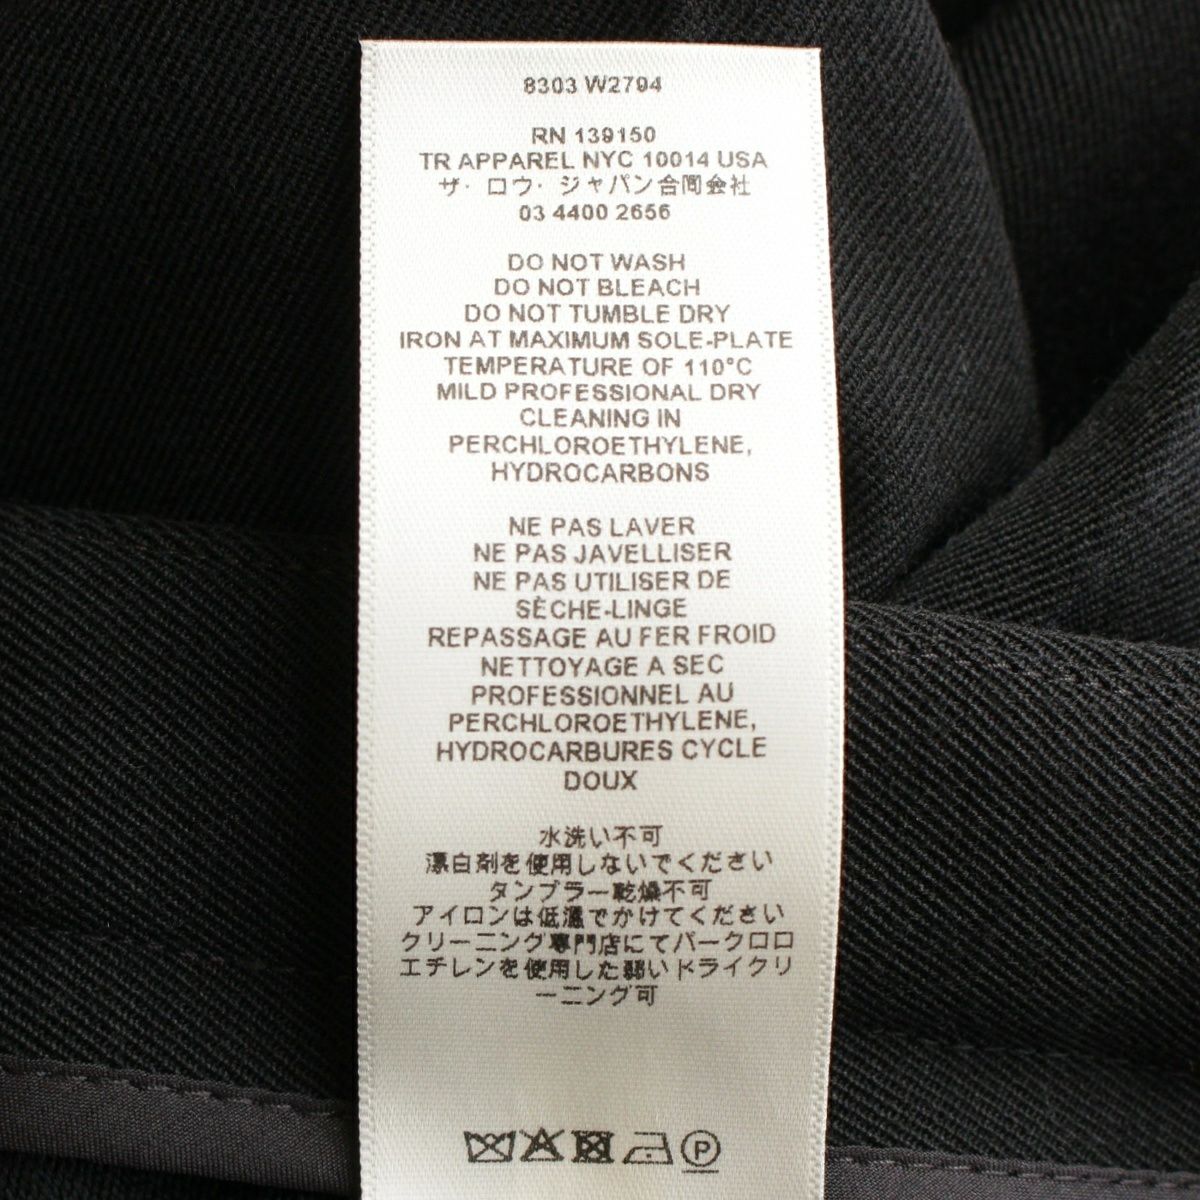 8303 W2794
RN 139150
TR APPAREL NYC 10014 USA
ザ・ロウ・ジャパン合同会社
03 4400 2656
DO NOT WASH
DO NOT BLEACH
DO NOT TUMBLE DRY
IRON AT MAXIMUM SOLE-PLATE
TEMPERATURE OF 110°C
MILD PROFESSIONAL DRY
CLEANING IN
PERCHLOROETHYLENE,
HYDROCARBONS
NE PAS LAVER
NE PAS JAVELLISER
NE PAS UTILISER DE
SÈCHE-LINGE
REPASSAGE AU FER FROID
NETTOYAGE A SEC
PROFESSIONNEL AU
PERCHLOROETHYLENE,
HYDROCARBURES CYCLE
DOUX
水洗い不可
漂白剤を使用しないでください
タンブラー乾燥不可
アイロンは低温でかけてください
クリーニング専門店にてパークロロ
エチレンを使用した弱いドライクリ
ーニング可
P